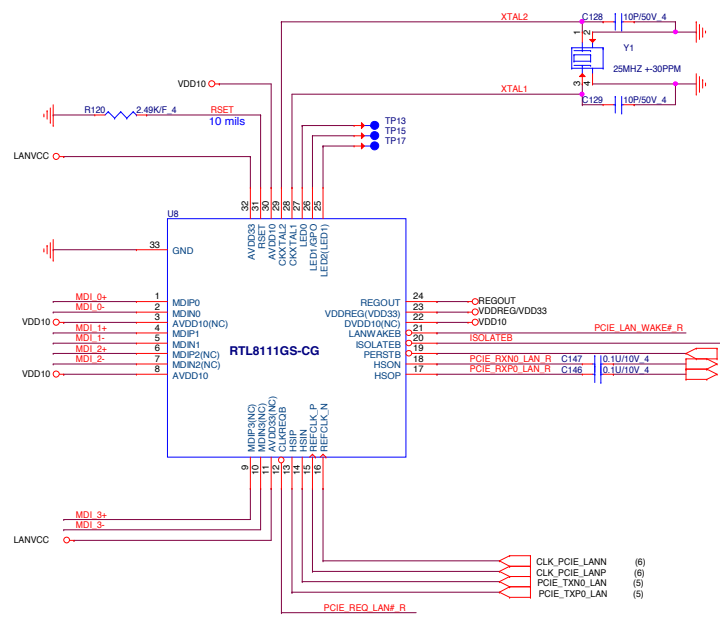 XTAL2
C128
10P/50V_4
1
2
Y1
25MHZ +-30PPM
3
4
XTAL1
C129
10P/50V_4
VDD10
R120
2.49K/F_4
RSET
10 mils
TP13
TP15
TP17
LANVCC
32
31
30
29
28
27
26
25
U8
AVDD33
RSET
AVDD10
CKXTAL2
CKXTAL1
LED0
LED1/GPO
LED2(LED1)
33
GND
MDI_0+
1
MDIP0
MDI_0-
2
MDIN0
VDD10
3
AVDD10(NC)
MDI_1+
4
MDIP1
MDI_1-
5
MDIN1
MDI_2+
6
MDIP2(NC)
MDI_2-
7
MDIN2(NC)
VDD10
8
AVDD10
RTL8111GS-CG
REGOUT
24
REGOUT
VDDREG(VDD33)
23
VDDREG/VDD33
DVDD10(NC)
22
VDD10
LANWAKEB
21
PCIE_LAN_WAKE#_R
ISOLATEB
20
ISOLATEB
PERSTB
19
HSON
18
PCIE_RXN0_LAN_R
C147
0.1U/10V_4
HSOP
17
PCIE_RXP0_LAN_R
C146
0.1U/10V_4
MDIP3(NC)
MDIN3(NC)
AVDD33(NC)
CLKREQB
HSIP
HSIN
REFCLK_P
REFCLK_N
9
10
11
12
13
14
15
16
MDI_3+
MDI_3-
LANVCC
CLK_PCIE_LANN (6)
CLK_PCIE_LANP (6)
PCIE_TXN0_LAN (5)
PCIE_TXP0_LAN (5)
PCIE_REQ_LAN#_R